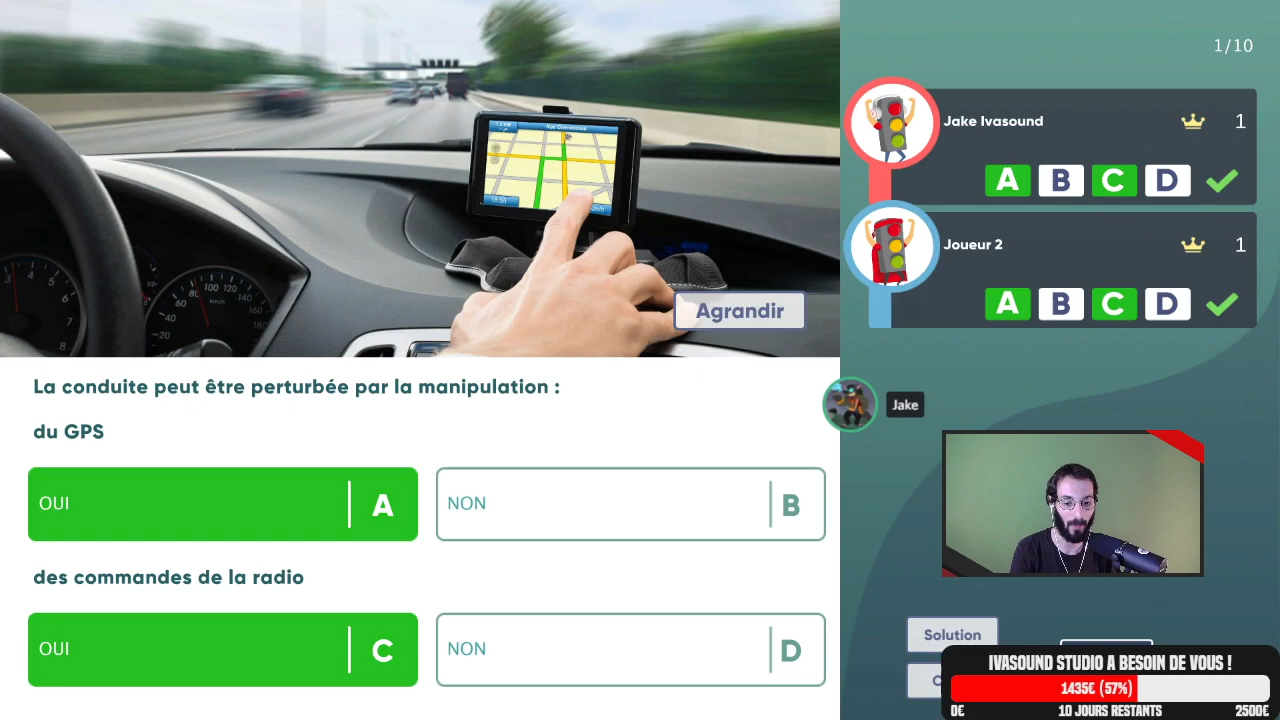 1/10
Jake Ivasound
1
A B C D
Joueur 2
1
A B C D
Agrandir
La conduite peut être perturbée par la manipulation :
du GPS
OUI A
NON B
des commandes de la radio
OUI C
NON D
Jake
Solution
IVASOUND STUDIO A BESOIN DE VOUS !
1435€ (57%)
0€ 10 JOURS RESTANTS 2500€